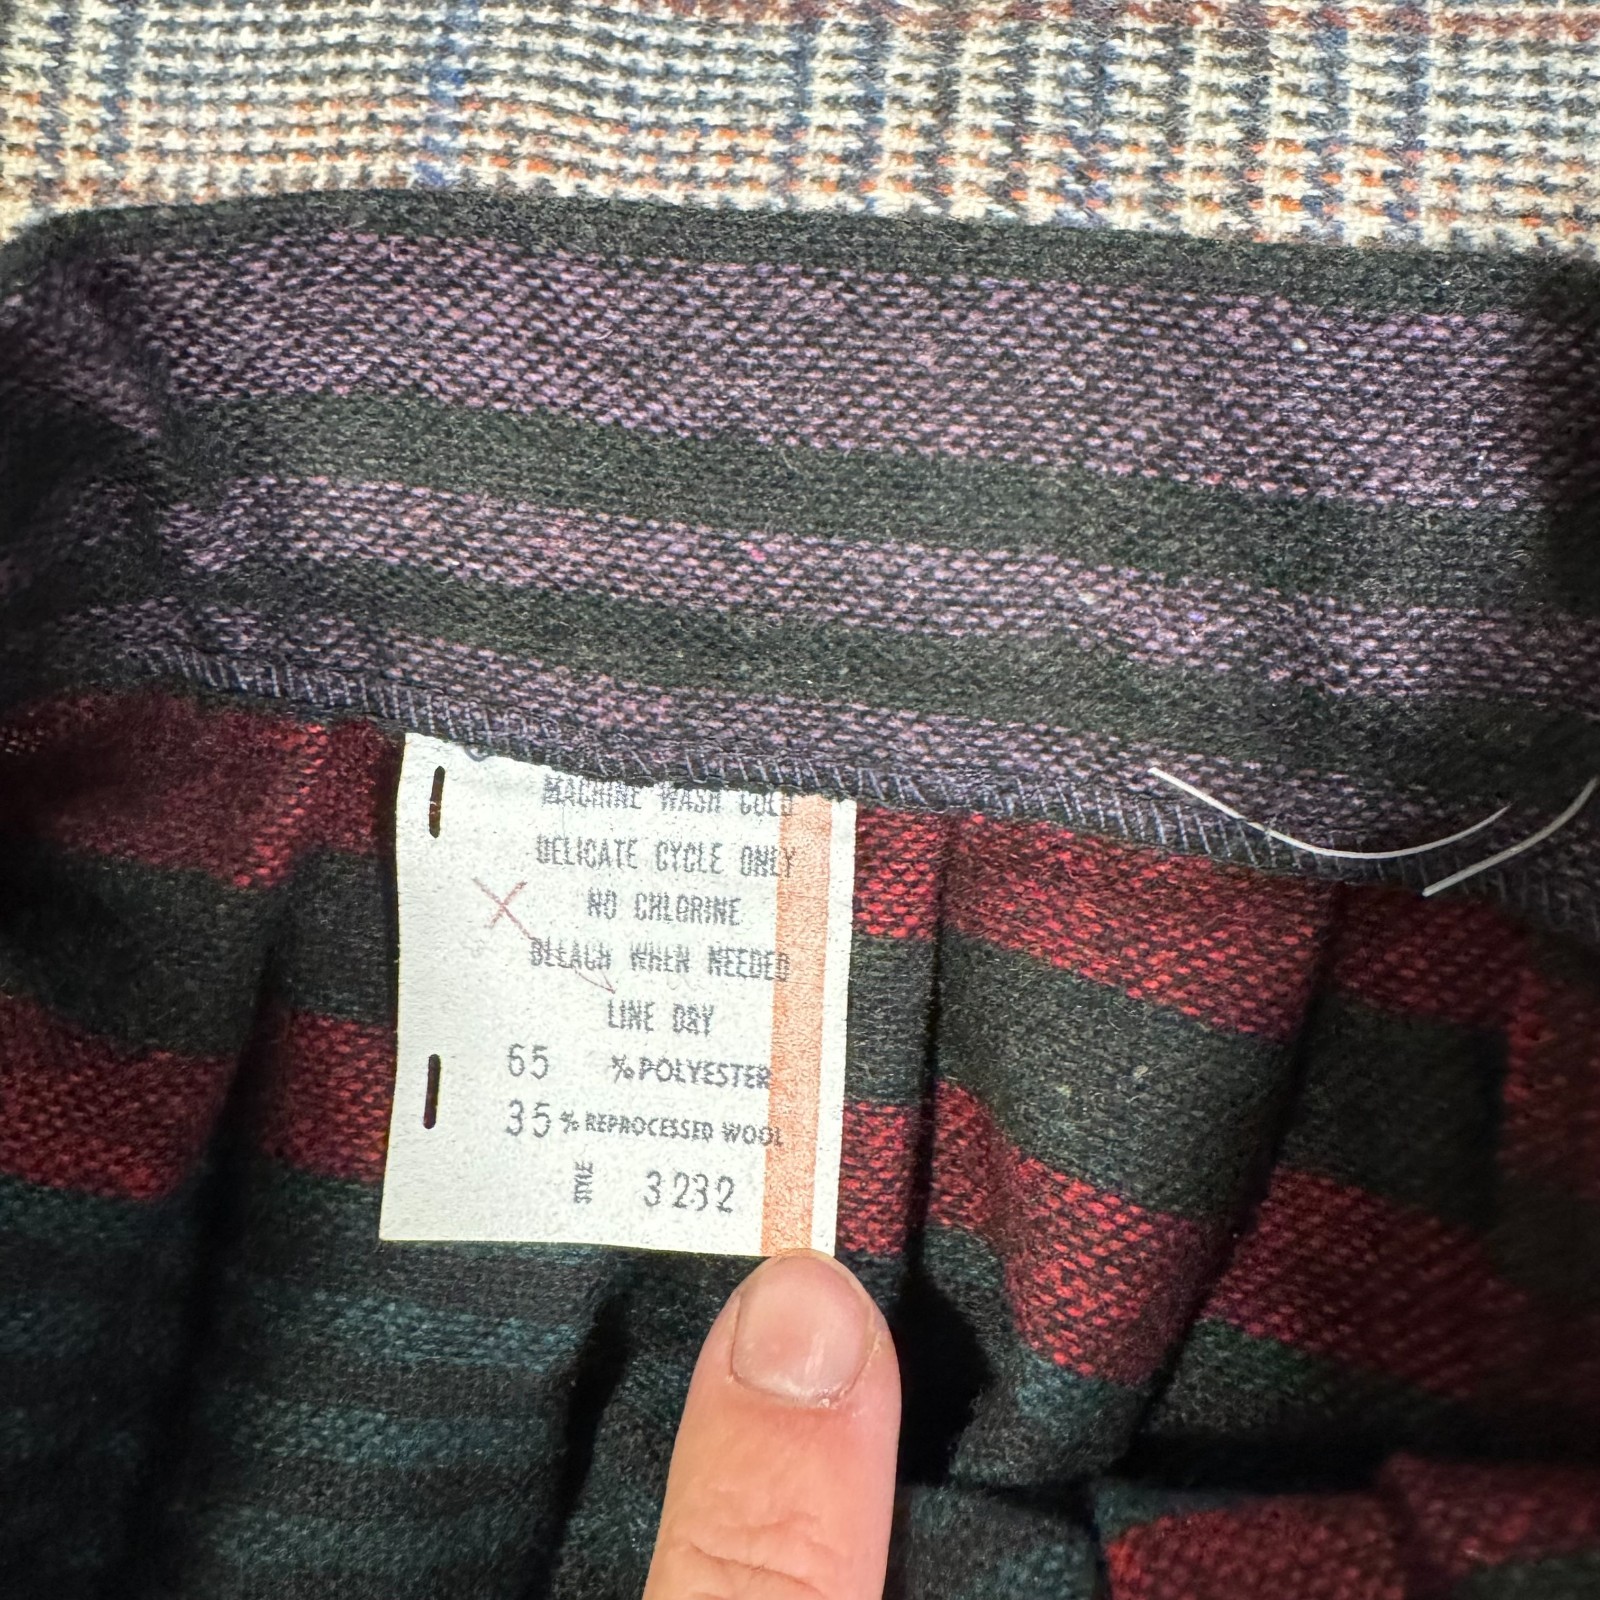 MACHINE WASH COLD
DELICATE CYCLE ONLY
NO CHLORINE
BLEACH WHEN NEEDED
LINE DRY
65 % POLYESTER
35 % REPROCESSED WOOL
STYLE 3232